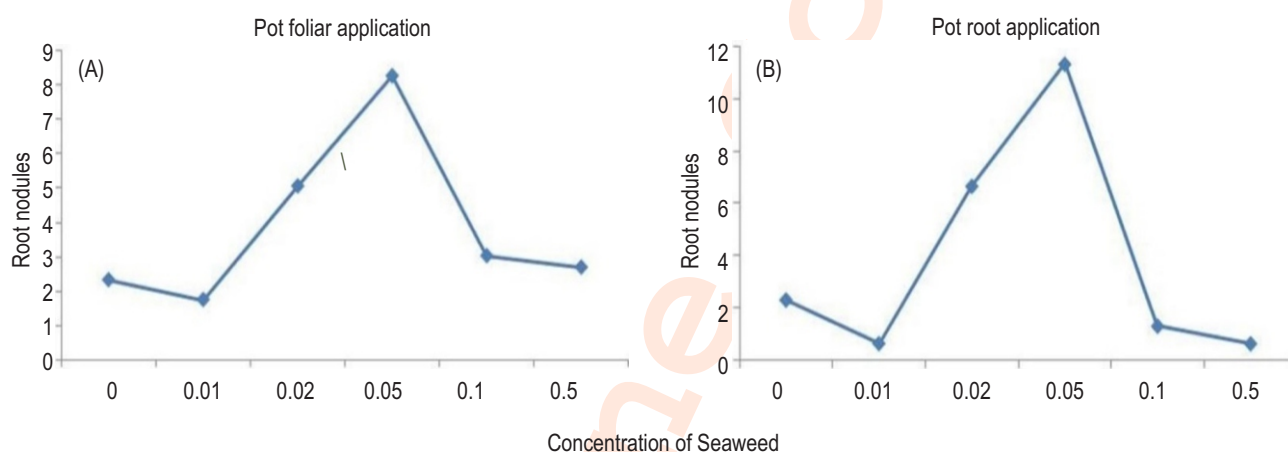 Pot foliar application
(A)
Root nodules
9
8
7
6
5
4
3
2
1
0
0 0.01 0.02 0.05 0.1 0.5
Pot root application
(B)
Root nodules
12
10
8
6
4
2
0
0 0.01 0.02 0.05 0.1 0.5
Concentration of Seaweed